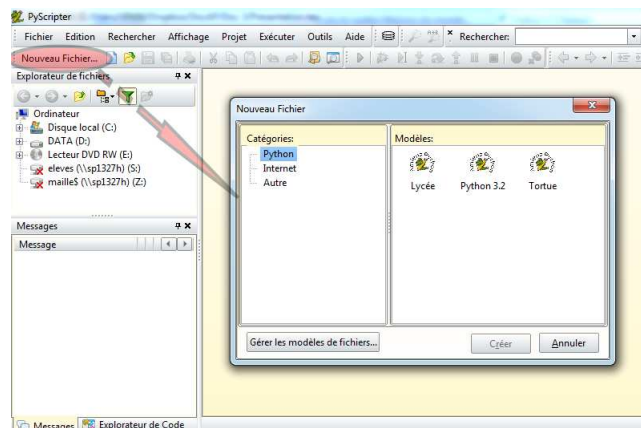 PyScripter
Fichier Edition Rechercher Affichage Projet Exécuter Outils Aide Rechercher:
Nouveau Fichier...
Explorateur de fichiers
Ordinateur
Disque local (C:)
DATA (D:)
Lecteur DVD RW (E:)
eleves (\\sp1327h) (S:)
maille$ (\\sp1327h) (Z:)
Messages
Message
Messages Explorateur de Code
Nouveau Fichier
Catégories:
Python
Internet
Autre
Modèles:
Lycée Python 3.2 Tortue
Gérer les modèles de fichiers... Créer Annuler